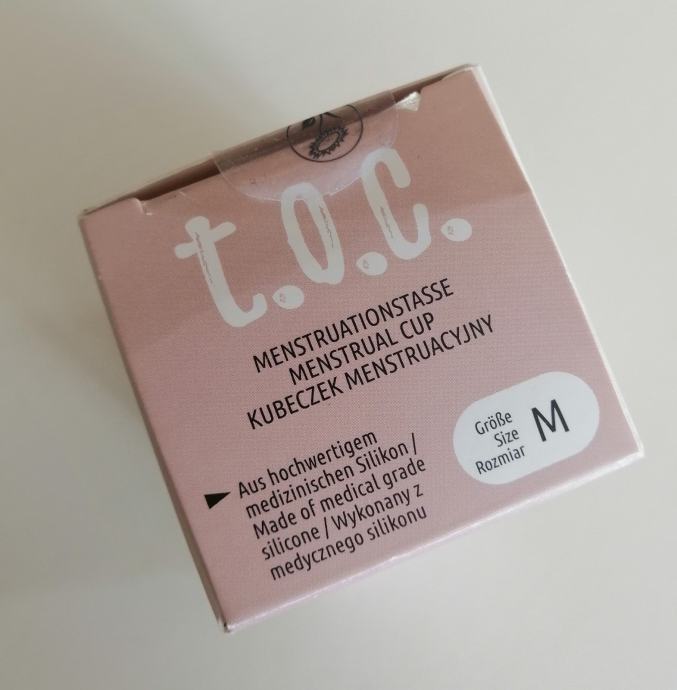 t.o.c.
MENSTRUATIONSTASSE
MENSTRUAL CUP
KUBECZEK MENSTRUACYJNY
Größe
Size
Rozmiar
M
Aus hochwertigem
medizinischen Silikon /
Made of medical grade
silicone / Wykonany z
medycznego silikonu